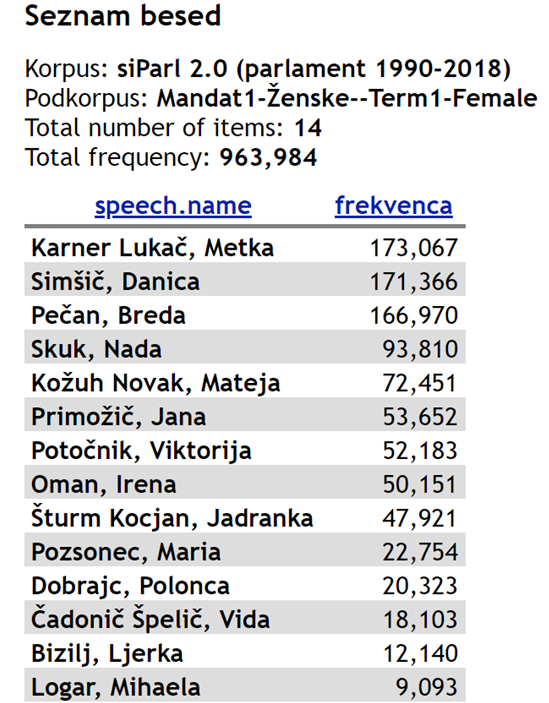 Seznam besed
Korpus: siParl 2.0 (parlament 1990-2018)
Podkorpus: Mandat1-Ženske--Term1-Female
Total number of items: 14
Total frequency: 963,984
speech.name frekvenca
Karner Lukač, Metka 173,067
Simšič, Danica 171,366
Pečan, Breda 166,970
Skuk, Nada 93,810
Kožuh Novak, Mateja 72,451
Primožič, Jana 53,652
Potočnik, Viktorija 52,183
Oman, Irena 50,151
Šturm Kocjan, Jadranka 47,921
Pozsonec, Maria 22,754
Dobrajc, Polonca 20,323
Čadonič Špelič, Vida 18,103
Bizilj, Ljerka 12,140
Logar, Mihaela 9,093